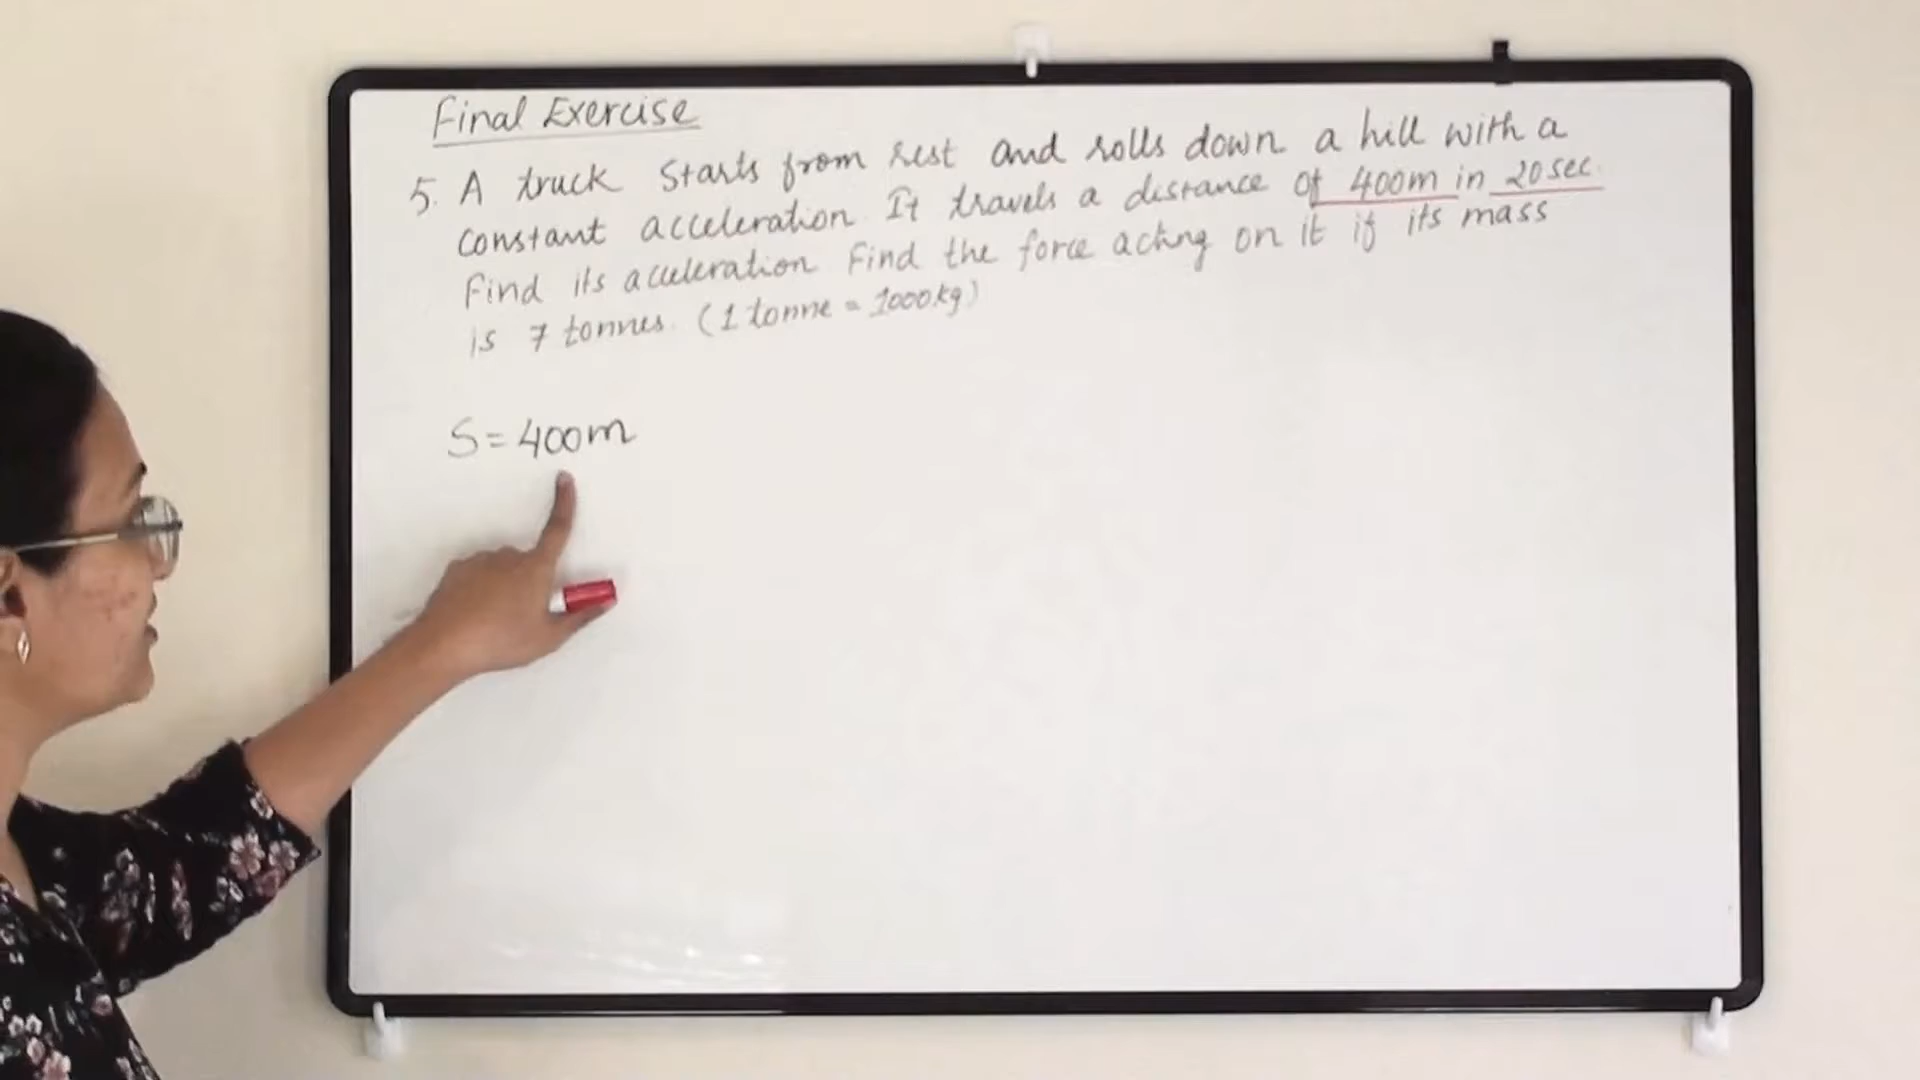 Final Exercise
5. A truck starts from rest and rolls down a hill with a
constant acceleration. It travels a distance of 400m in 20sec.
Find its acceleration Find the force acting on it if its mass
is 7 tonnes. (1 tonne = 1000kg)
S = 400m